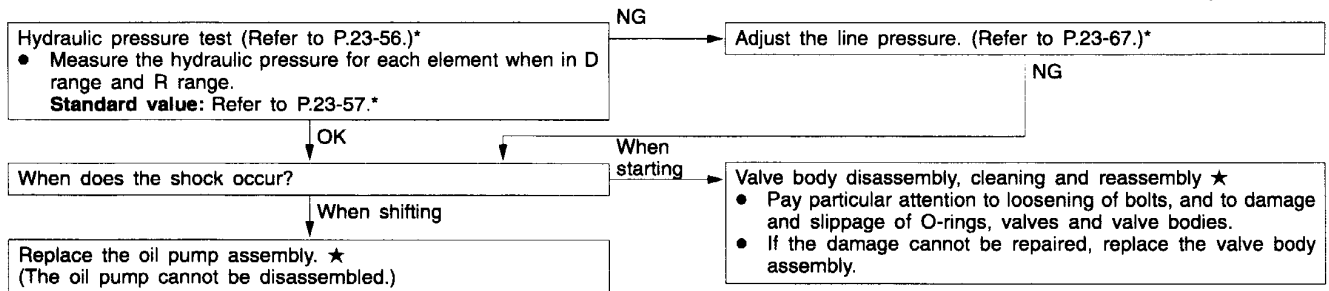 NG
Hydraulic pressure test (Refer to P.23-56.)*
● Measure the hydraulic pressure for each element when in D
range and R range.
Standard value: Refer to P.23-57.*
Adjust the line pressure. (Refer to P.23-67.)*
NG
OK
When
starting
When does the shock occur?
Valve body disassembly, cleaning and reassembly ★
● Pay particular attention to loosening of bolts, and to damage
and slippage of O-rings, valves and valve bodies.
● If the damage cannot be repaired, replace the valve body
assembly.
When shifting
Replace the oil pump assembly. ★
(The oil pump cannot be disassembled.)